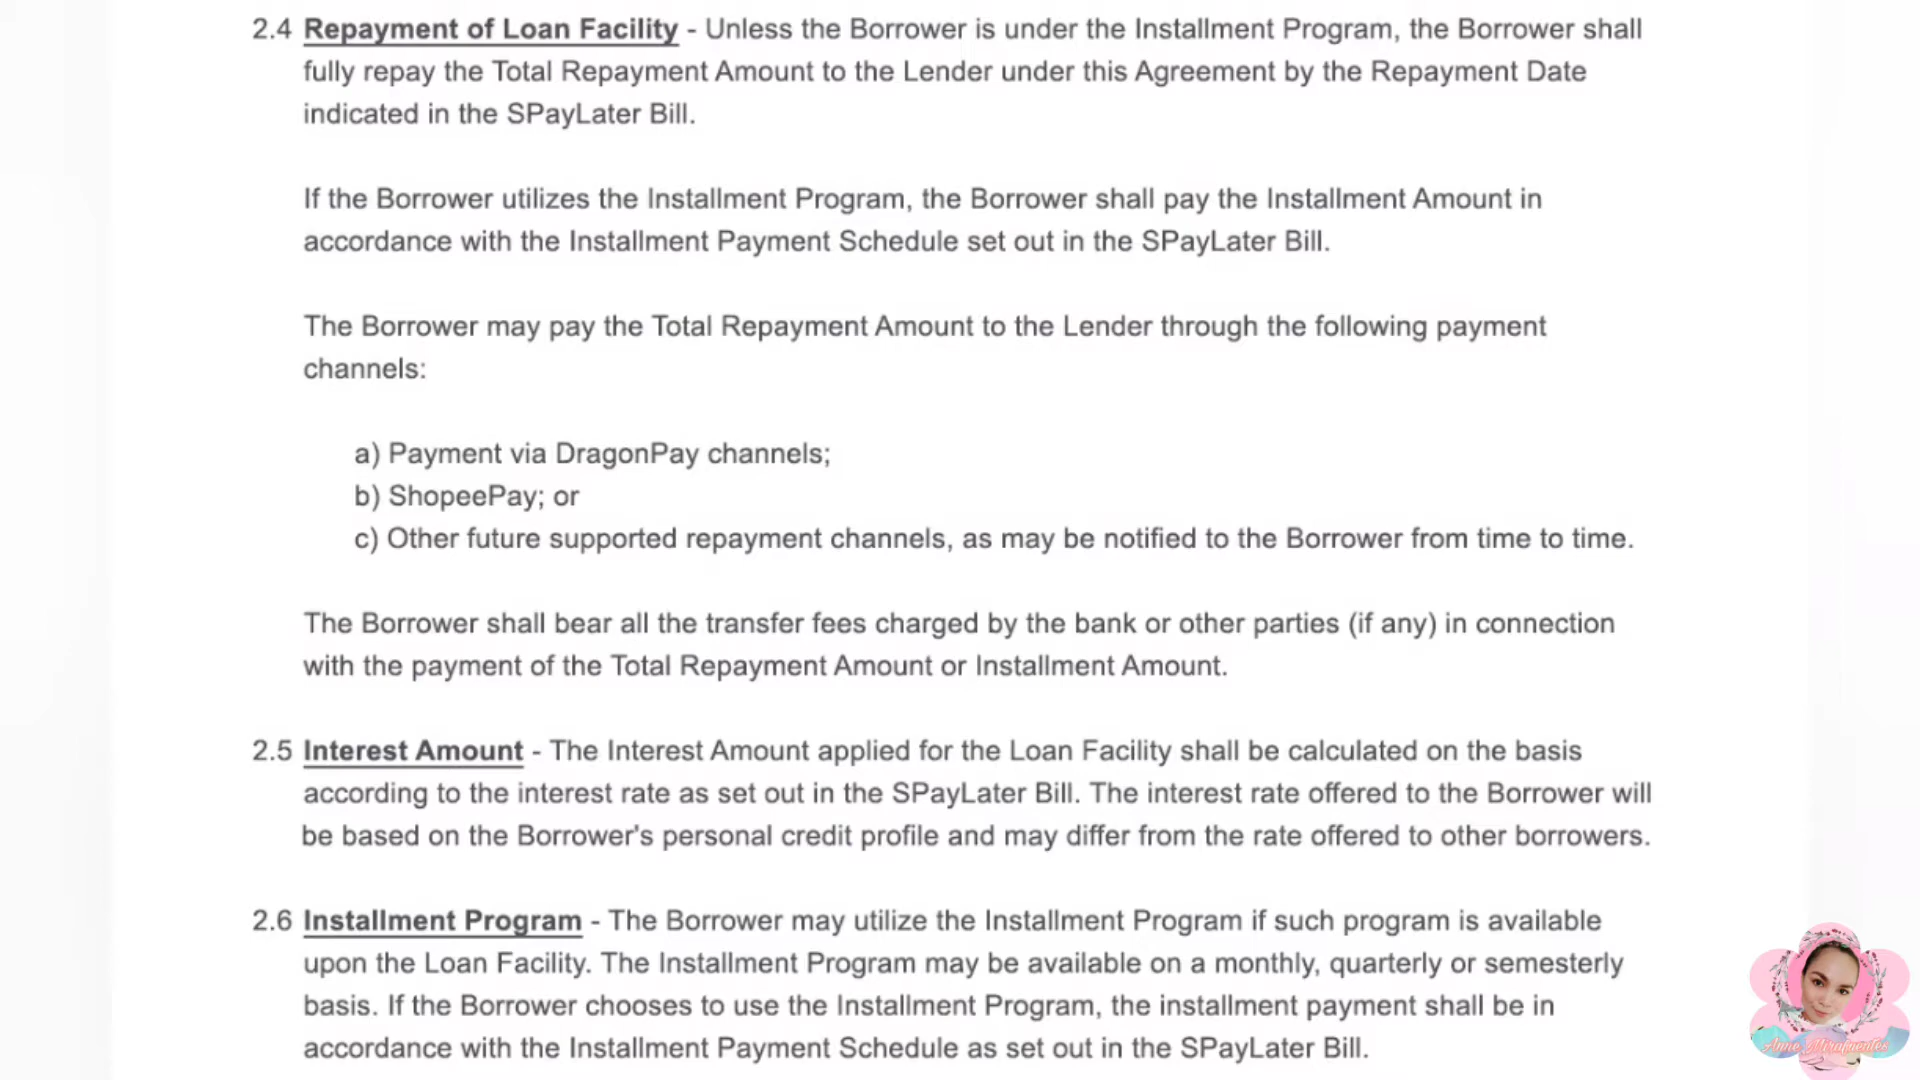 2.4 Repayment of Loan Facility - Unless the Borrower is under the Installment Program, the Borrower shall
fully repay the Total Repayment Amount to the Lender under this Agreement by the Repayment Date
indicated in the SPayLater Bill.
If the Borrower utilizes the Installment Program, the Borrower shall pay the Installment Amount in
accordance with the Installment Payment Schedule set out in the SPayLater Bill.
The Borrower may pay the Total Repayment Amount to the Lender through the following payment
channels:
a) Payment via DragonPay channels;
b) ShopeePay; or
c) Other future supported repayment channels, as may be notified to the Borrower from time to time.
The Borrower shall bear all the transfer fees charged by the bank or other parties (if any) in connection
with the payment of the Total Repayment Amount or Installment Amount.
2.5 Interest Amount - The Interest Amount applied for the Loan Facility shall be calculated on the basis
according to the interest rate as set out in the SPayLater Bill. The interest rate offered to the Borrower will
be based on the Borrower's personal credit profile and may differ from the rate offered to other borrowers.
2.6 Installment Program - The Borrower may utilize the Installment Program if such program is available
upon the Loan Facility. The Installment Program may be available on a monthly, quarterly or semesterly
basis. If the Borrower chooses to use the Installment Program, the installment payment shall be in
accordance with the Installment Payment Schedule as set out in the SPayLater Bill.
Anne